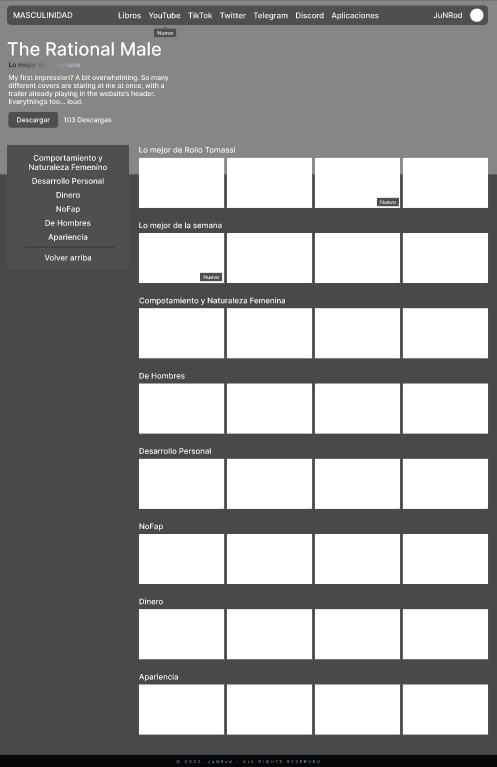 MASCULINIDAD Libros YouTube TikTok Twitter Telegram Discord Aplicaciones JuNRod
Nuevo
The Rational Male
Lo mejor de la semana
My first impression? A bit overwhelming. So many
different covers are staring at me at once, with a
trailer already playing in the website's header.
Everything's too... loud.
Descargar 103 Descargas
Comportamiento y
Naturaleza Femenino
Desarrollo Personal
Dinero
NoFap
De Hombres
Apariencia
Volver arriba
Lo mejor de Rollo Tomassi
Nuevo
Lo mejor de la semana
Nuevo
Compotamiento y Naturaleza Femenina
De Hombres
Desarrollo Personal
NoFap
Dinero
Apariencia
© 2022. JuNRod - ALL RIGHTS RESERVED